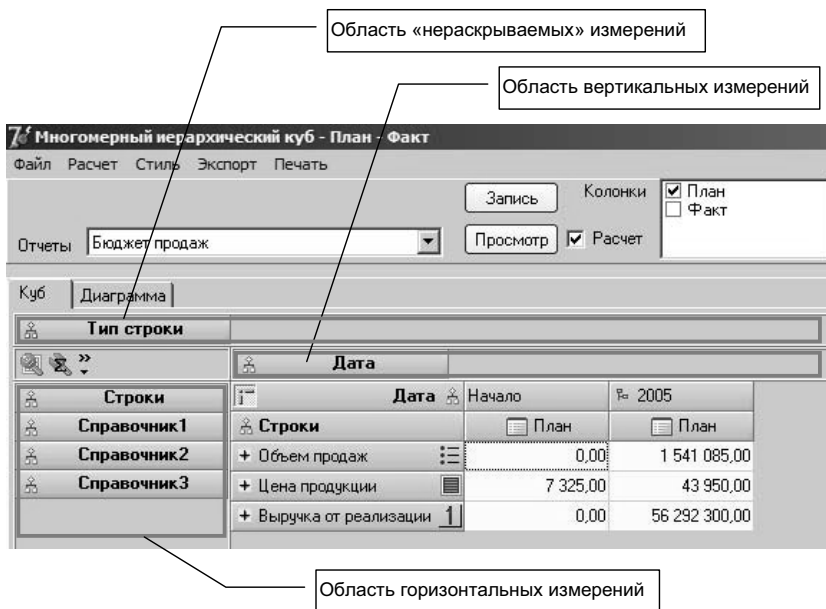 Область «нераскрываемых» измерений
Область вертикальных измерений
Многомерный иерархический куб - План - Факт
Файл Расчет Стиль Экспорт Печать
Запись Колонки План
Факт
Отчеты Бюджет продаж Просмотр Расчет
Куб Диаграмма
Тип строки
Дата
Строки Дата Начало 2005
Справочник1 Строки План План
Справочник2 + Объем продаж 0,00 1 541 085,00
Справочник3 + Цена продукции 7 325,00 43 950,00
+ Выручка от реализации 1 0,00 56 292 300,00
Область горизонтальных измерений